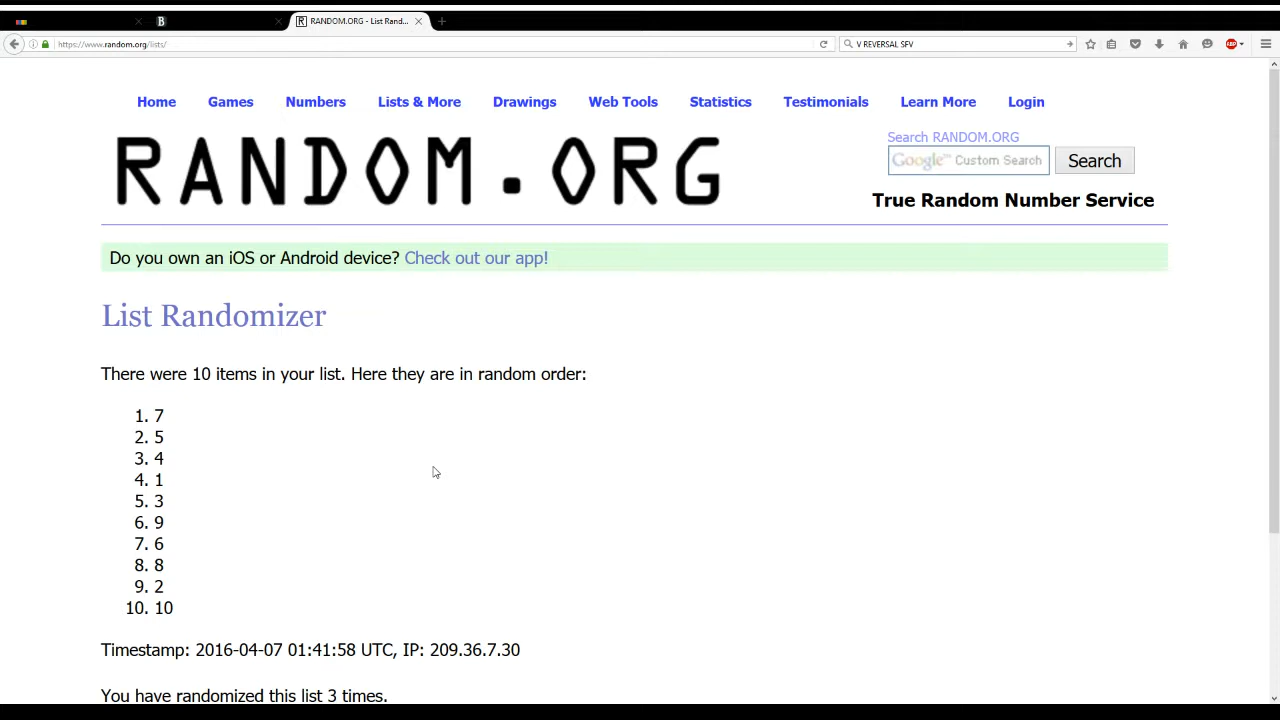 B
RANDOM.ORG - List Rand...
https://www.random.org/lists/
V REVERSAL SFV
ABP
Home Games Numbers Lists & More Drawings Web Tools Statistics Testimonials Learn More Login
RANDOM.ORG
Search RANDOM.ORG
Google™ Custom Search Search
True Random Number Service
Do you own an iOS or Android device? Check out our app!
List Randomizer
There were 10 items in your list. Here they are in random order:
1. 7
2. 5
3. 4
4. 1
5. 3
6. 9
7. 6
8. 8
9. 2
10. 10
Timestamp: 2016-04-07 01:41:58 UTC, IP: 209.36.7.30
You have randomized this list 3 times.